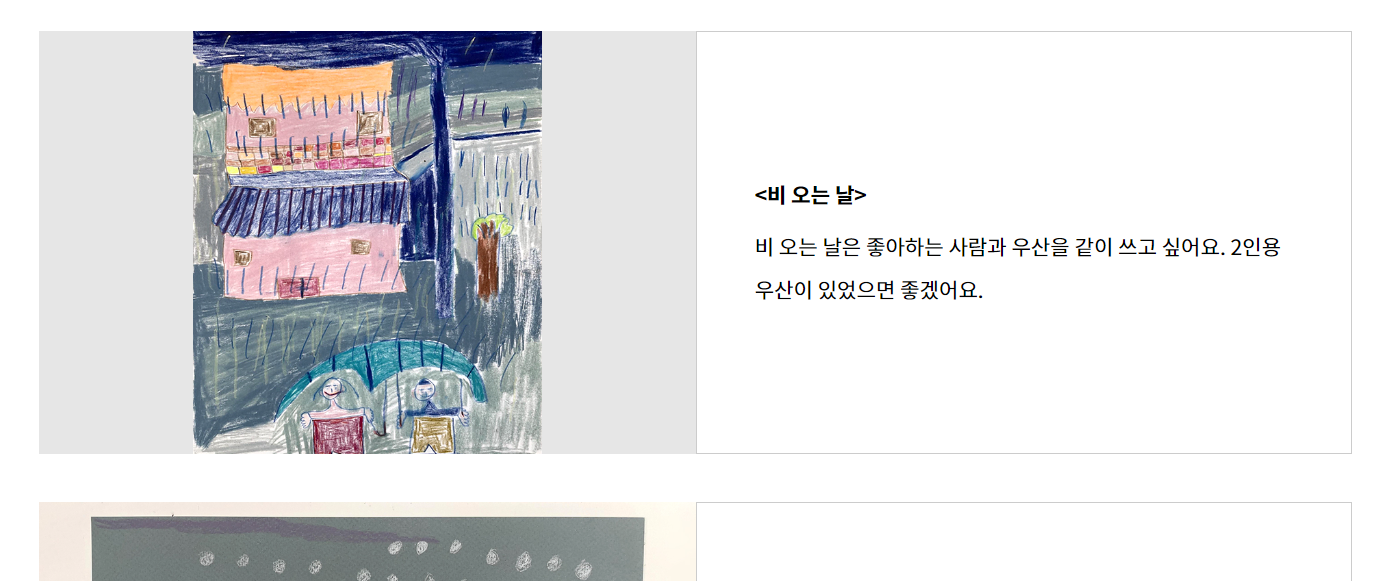 <비 오는 날>
비 오는 날은 좋아하는 사람과 우산을 같이 쓰고 싶어요. 2인용
우산이 있었으면 좋겠어요.